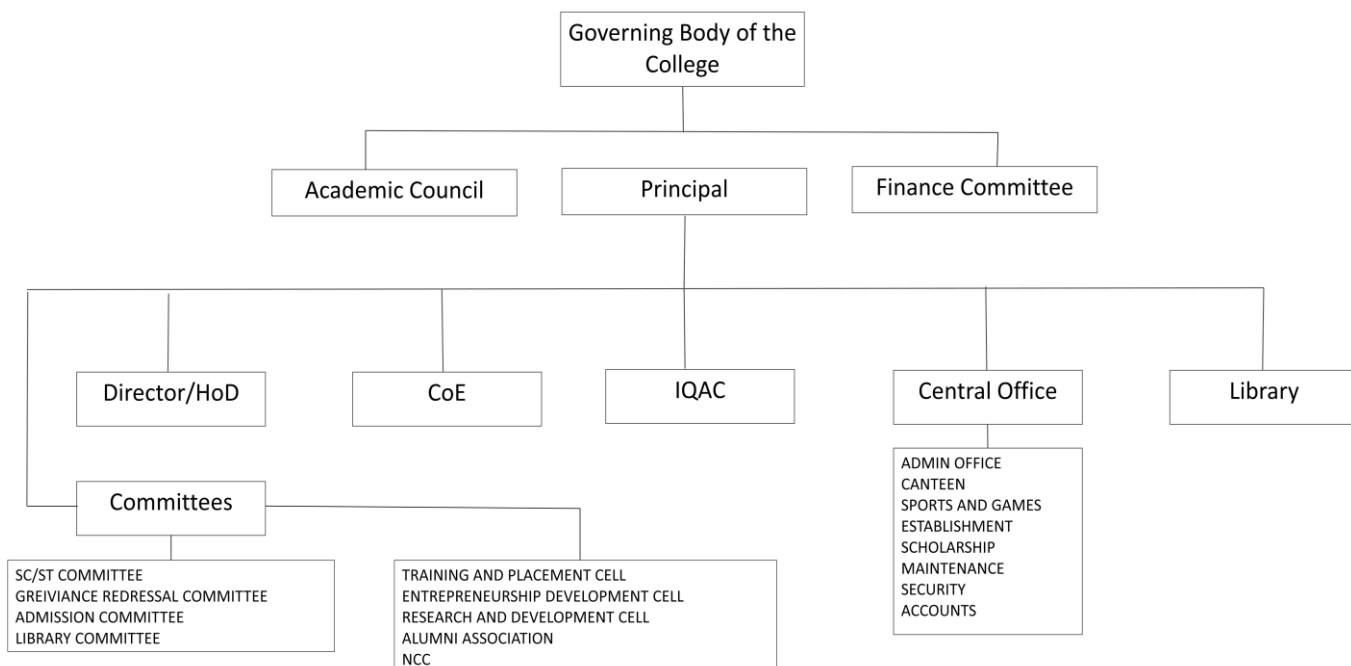 Governing Body of the
College
Academic Council
Principal
Finance Committee
Director/HoD
CoE
IQAC
Central Office
Library
ADMIN OFFICE
CANTEEN
SPORTS AND GAMES
ESTABLISHMENT
SCHOLARSHIP
MAINTENANCE
SECURITY
ACCOUNTS
Committees
SC/ST COMMITTEE
GREIVIANCE REDRESSAL COMMITTEE
ADMISSION COMMITTEE
LIBRARY COMMITTEE
TRAINING AND PLACEMENT CELL
ENTREPRENEURSHIP DEVELOPMENT CELL
RESEARCH AND DEVELOPMENT CELL
ALUMNI ASSOCIATION
NCC